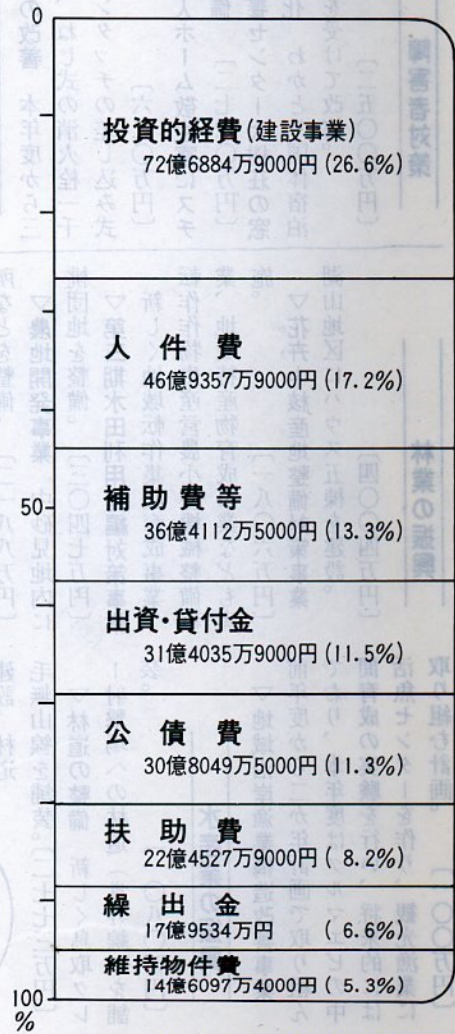 0
投資的経費(建設事業)
72億6884万9000円(26.6%)
人件費
46億9357万9000円(17.2%)
50
補助費等
36億4112万5000円(13.3%)
出資・貸付金
31億4035万9000円(11.5%)
公債費
30億8049万5000円(11.3%)
扶助費
22億4527万9000円( 8.2%)
繰出金
17億9534万円 ( 6.6%)
維持物件費
14億6097万4000円( 5.3%)
100
%